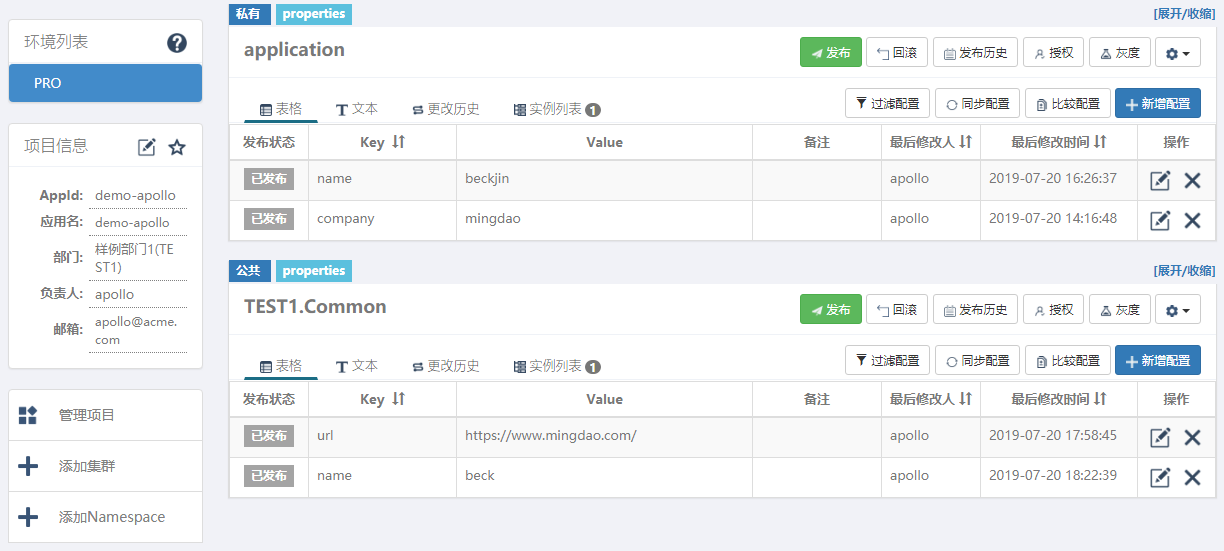 环境列表
PRO
项目信息
AppId: demo-apollo
应用名: demo-apollo
部门: 样例部门1(TE
ST1)
负责人: apollo
邮箱: apollo@acme.
com
管理项目
添加集群
添加Namespace
私有 properties [展开/收缩]
application 发布 回滚 发布历史 授权 灰度
表格 文本 更改历史 实例列表 1 过滤配置 同步配置 比较配置 新增配置
发布状态 Key Value 备注 最后修改人 最后修改时间 操作
已发布 name beckjin apollo 2019-07-20 16:26:37
已发布 company mingdao apollo 2019-07-20 14:16:48
公共 properties [展开/收缩]
TEST1.Common 发布 回滚 发布历史 授权 灰度
表格 文本 更改历史 实例列表 1 过滤配置 同步配置 比较配置 新增配置
发布状态 Key Value 备注 最后修改人 最后修改时间 操作
已发布 url https://www.mingdao.com/ apollo 2019-07-20 17:58:45
已发布 name beck apollo 2019-07-20 18:22:39